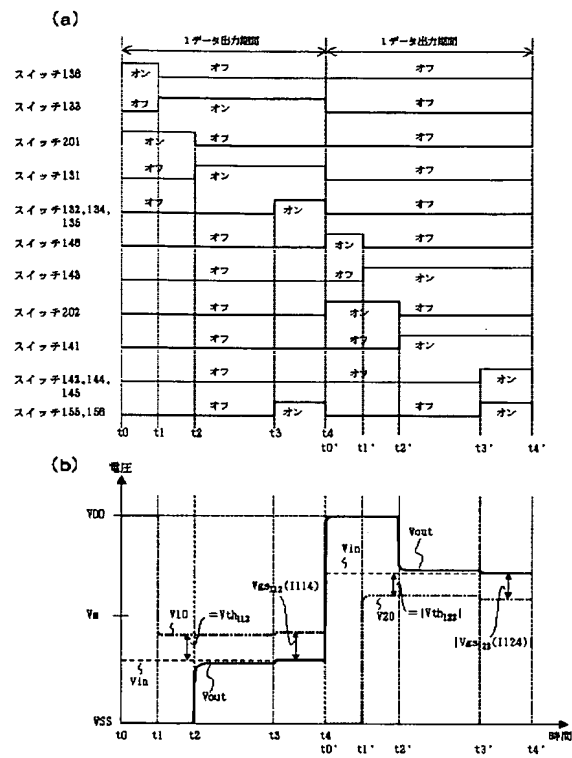 (a)
1データ出力期間 1データ出力期間
スイッチ136 オン オフ オフ
スイッチ133 オフ オン オフ
スイッチ201 オン オフ オフ
スイッチ131 オフ オン オフ
スイッチ132,134,135 オフ オン オフ
スイッチ146 オフ オン オフ
スイッチ143 オフ オフ オン
スイッチ202 オフ オン オフ
スイッチ141 オフ オン
スイッチ142,144,145 オフ オン
スイッチ155,156 オフ オン オフ オン
t0 t1 t2 t3 t4 t0' t1' t2' t3' t4'
(b)
電圧
VDD
Vm
VSS
V10
=Vth112
Vgs112(I114)
Vin
Vout
Vin
Vout
V20
=|Vth122|
|Vgs122(I124)|
t0 t1 t2 t3 t4 t0' t1' t2' t3' t4'
時間